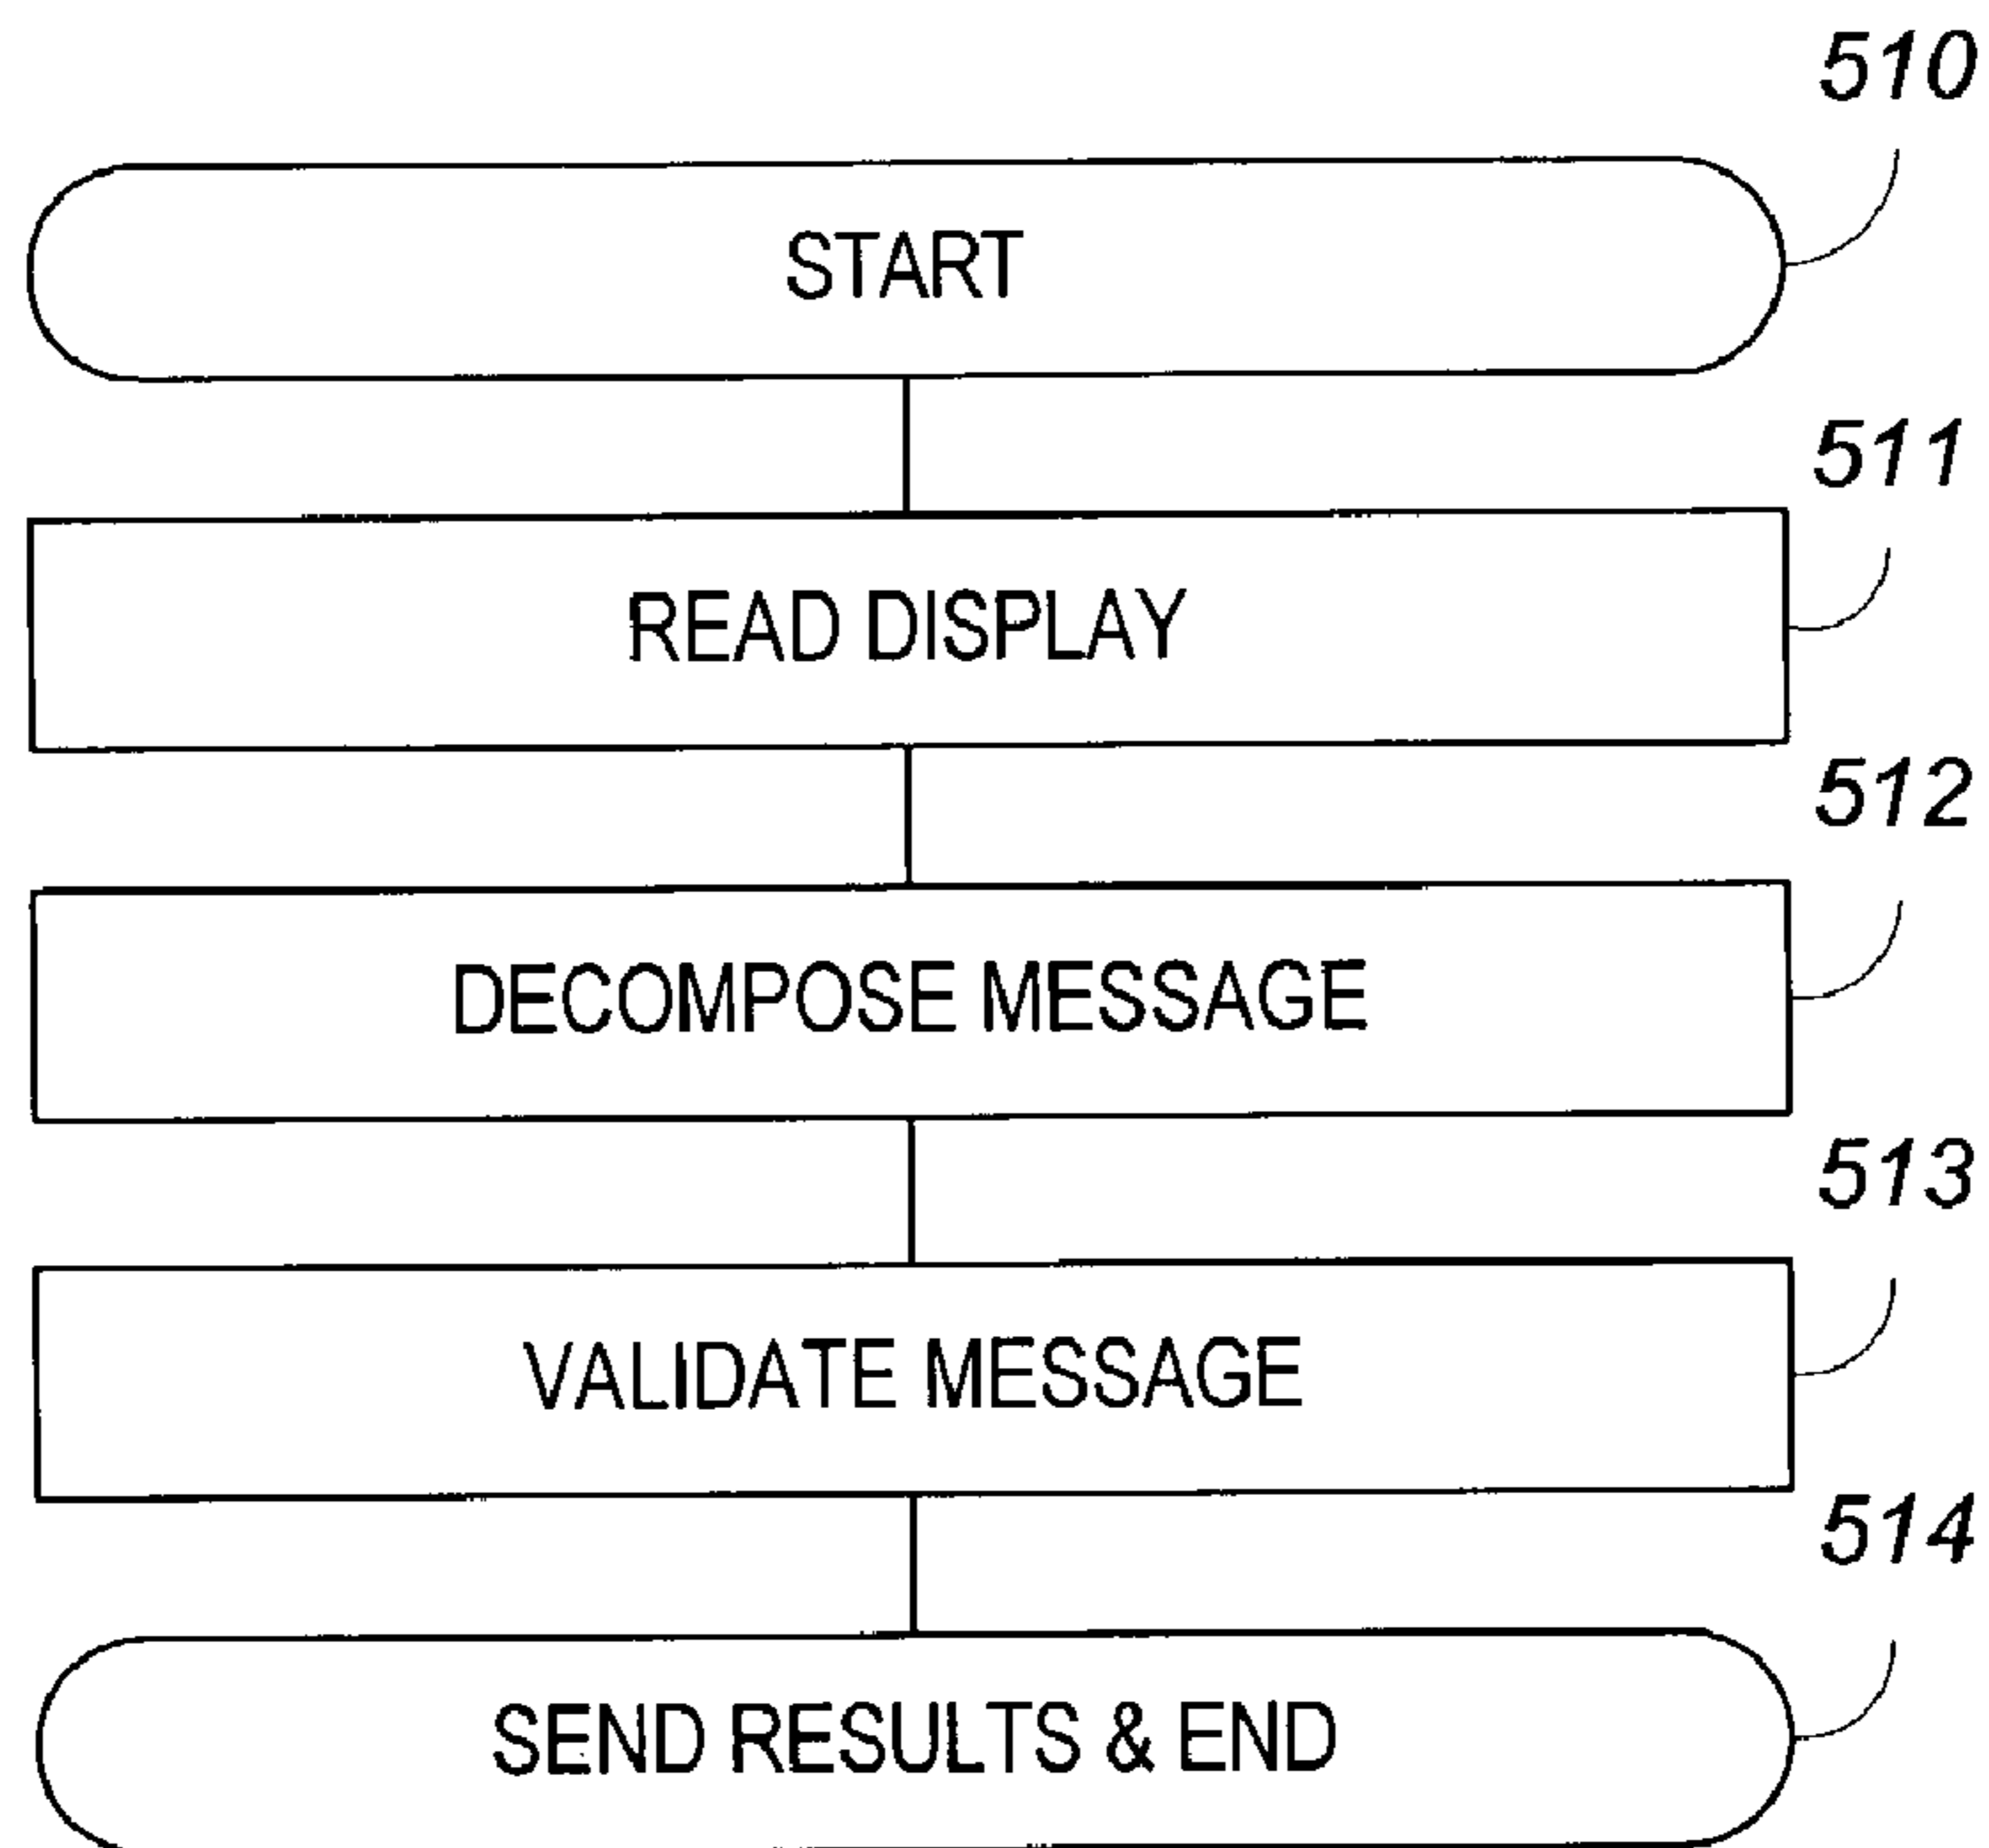 510
START
511
READ DISPLAY
512
DECOMPOSE MESSAGE
513
VALIDATE MESSAGE
514
SEND RESULTS & END